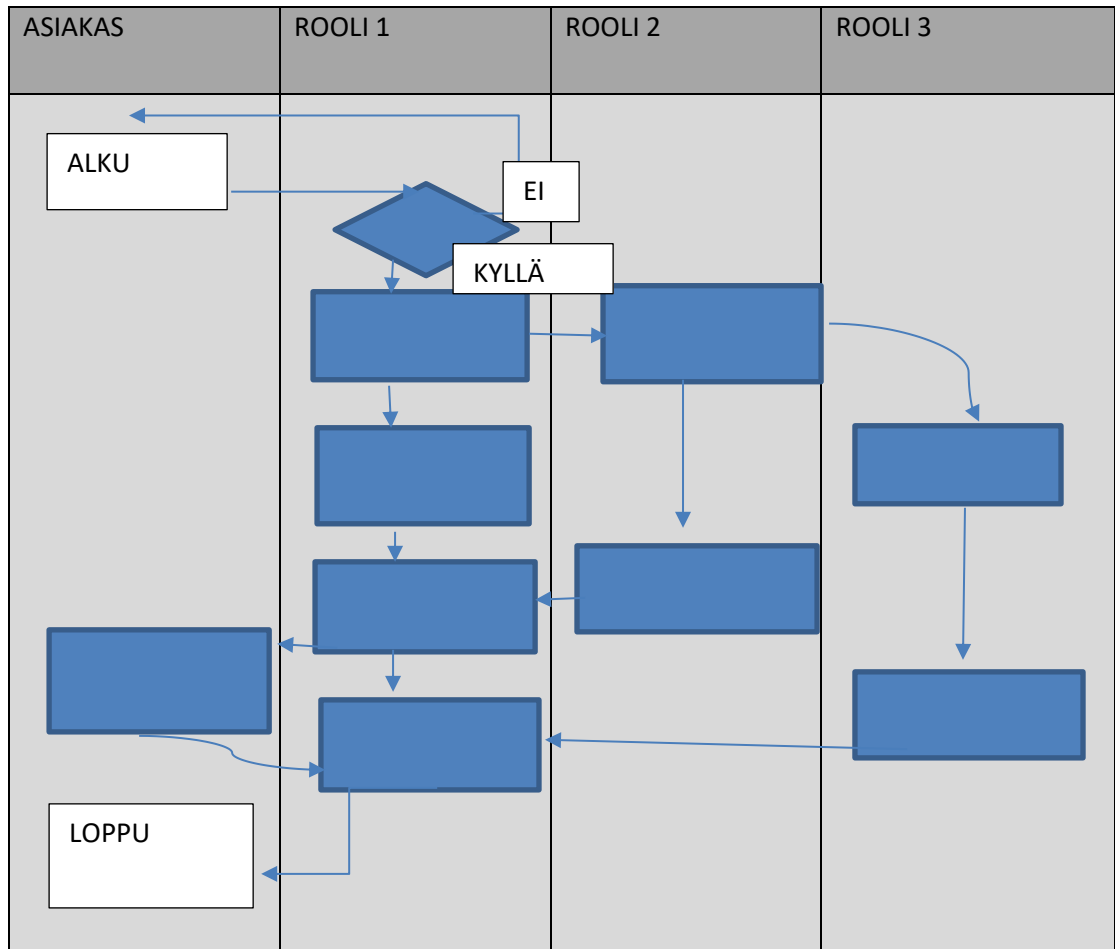 ASIAKAS
ROOLI 1
ROOLI 2
ROOLI 3
ALKU
EI
KYLLÄ
LOPPU